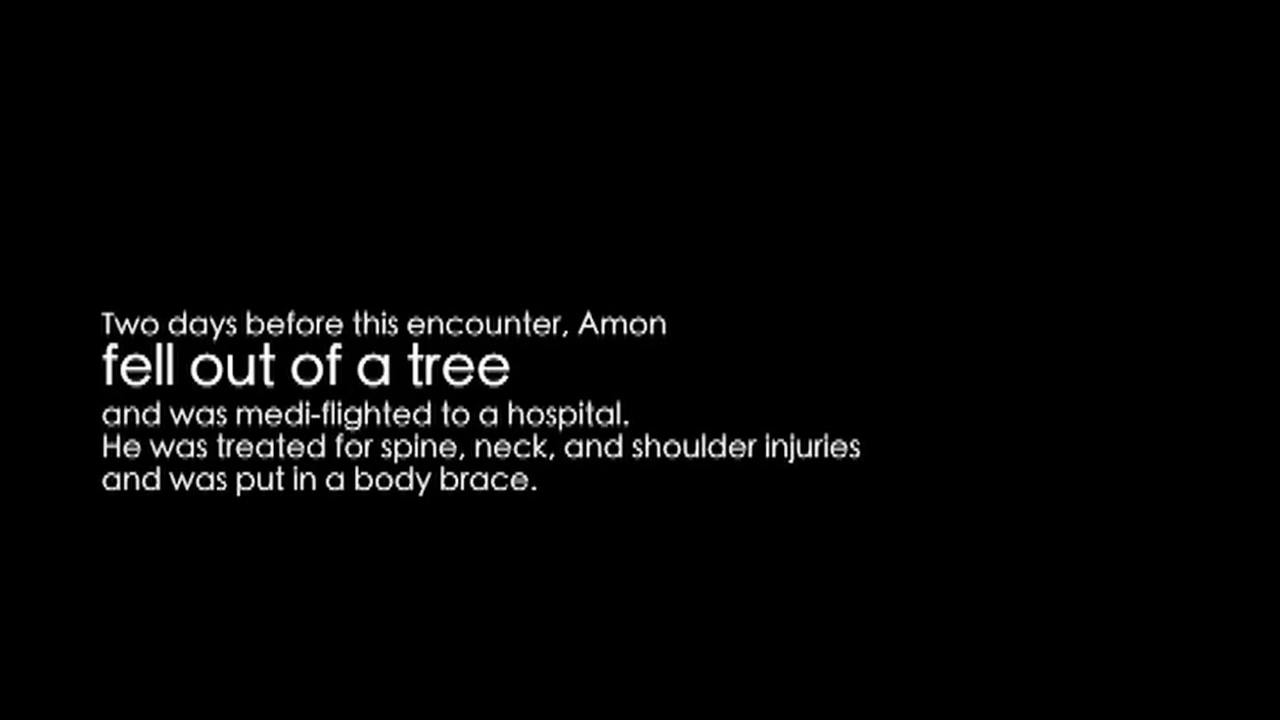 Two days before this encounter, Amon
fell out of a tree
and was medi-flighted to a hospital.
He was treated for spine, neck, and shoulder injuries
and was put in a body brace.